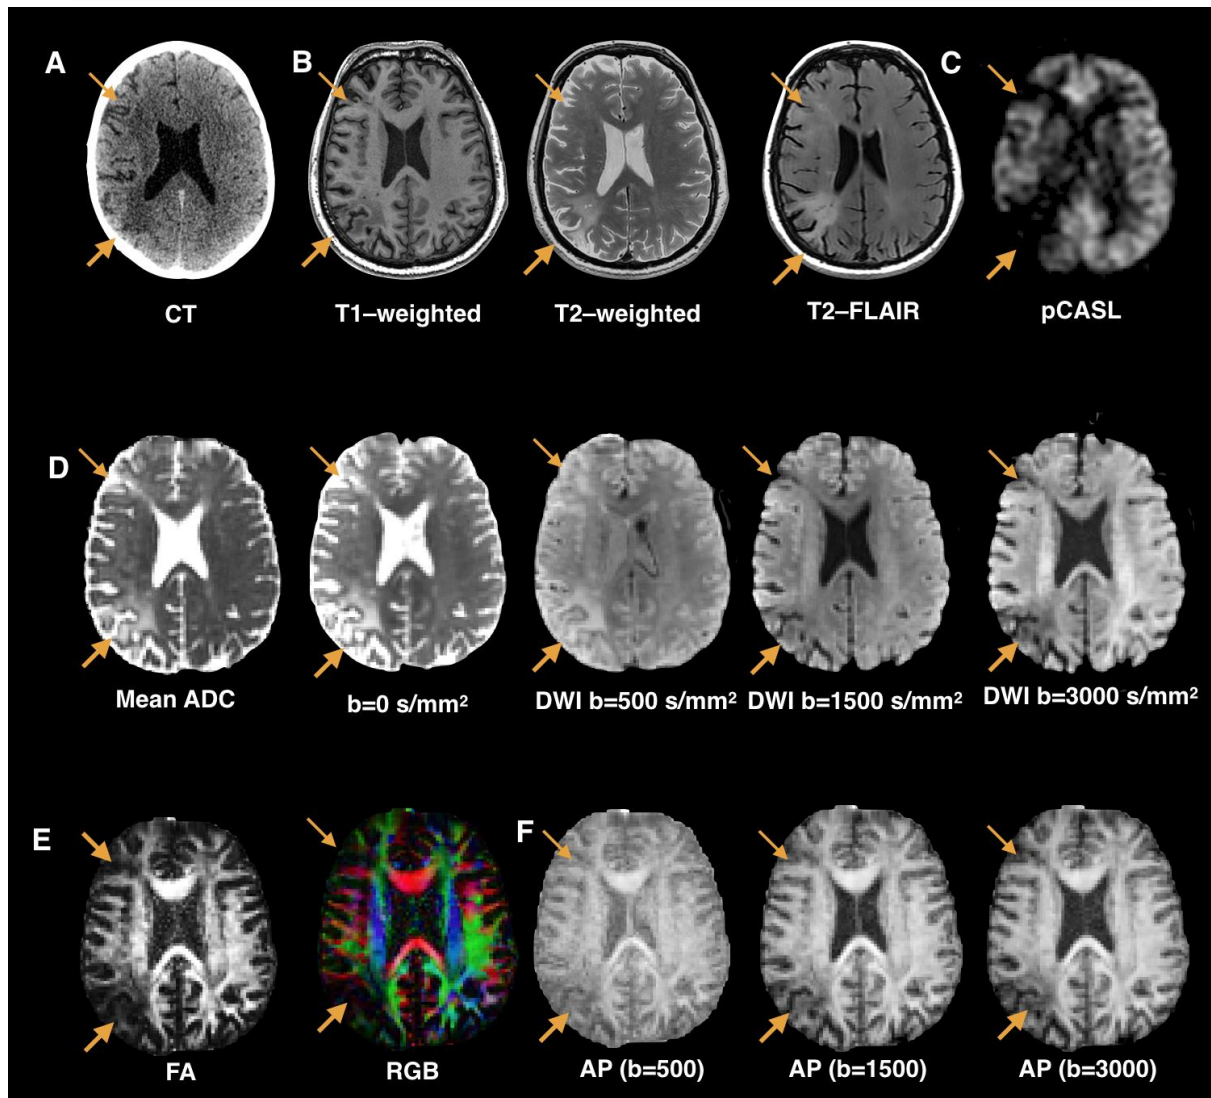 A
B
C
CT
T1–weighted
T2–weighted
T2–FLAIR
pCASL
D
Mean ADC
b=0 s/mm²
DWI b=500 s/mm²
DWI b=1500 s/mm²
DWI b=3000 s/mm²
E
F
FA
RGB
AP (b=500)
AP (b=1500)
AP (b=3000)